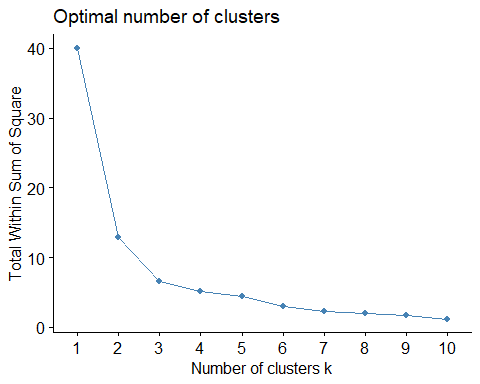 Optimal number of clusters
Total Within Sum of Square
40
30
20
10
0
1 2 3 4 5 6 7 8 9 10
Number of clusters k